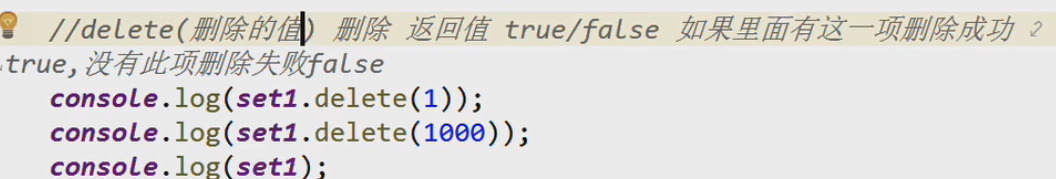 //delete(删除的值) 删除 返回值 true/false 如果里面有这一项删除成功
true,没有此项删除失败false
console.log(set1.delete(1));
console.log(set1.delete(1000));
console.log(set1);